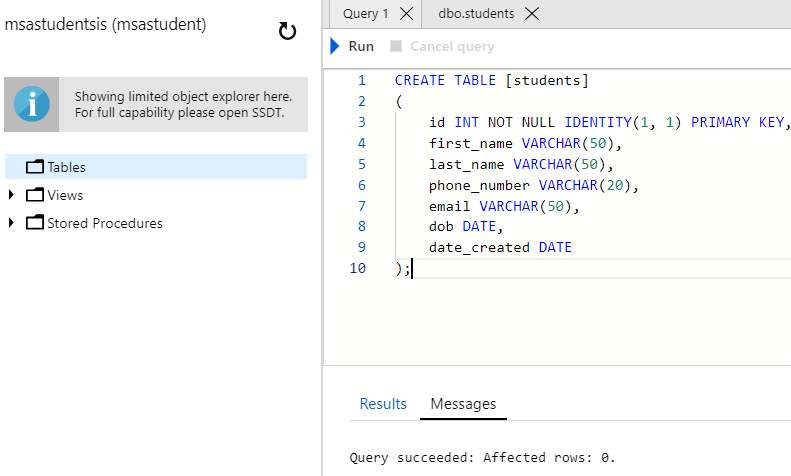 msastudentsis (msastudent)
Showing limited object explorer here.
For full capability please open SSDT.
Tables
Views
Stored Procedures
Query 1
dbo.students
Run
Cancel query
1 CREATE TABLE [students]
2 (
3 id INT NOT NULL IDENTITY(1, 1) PRIMARY KEY,
4 first_name VARCHAR(50),
5 last_name VARCHAR(50),
6 phone_number VARCHAR(20),
7 email VARCHAR(50),
8 dob DATE,
9 date_created DATE
10 );
Results
Messages
Query succeeded: Affected rows: 0.